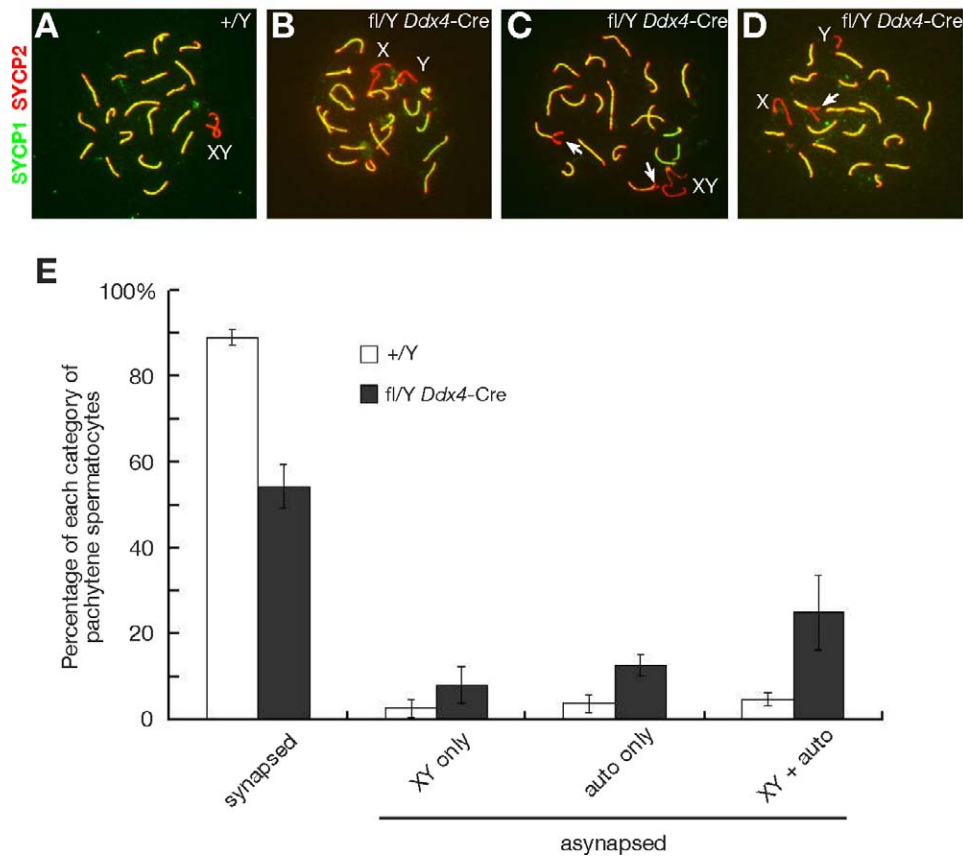 A
+/Y
B
fl/Y Ddx4-Cre
C
fl/Y Ddx4-Cre
D
fl/Y Ddx4-Cre
SYCP1 SYCP2
XY
X
Y
XY
Y
X
E
100%
80
60
40
20
0
Percentage of each category of
pachytene spermatocytes
+/Y
fl/Y Ddx4-Cre
synapsed
XY only
auto only
XY + auto
asynapsed